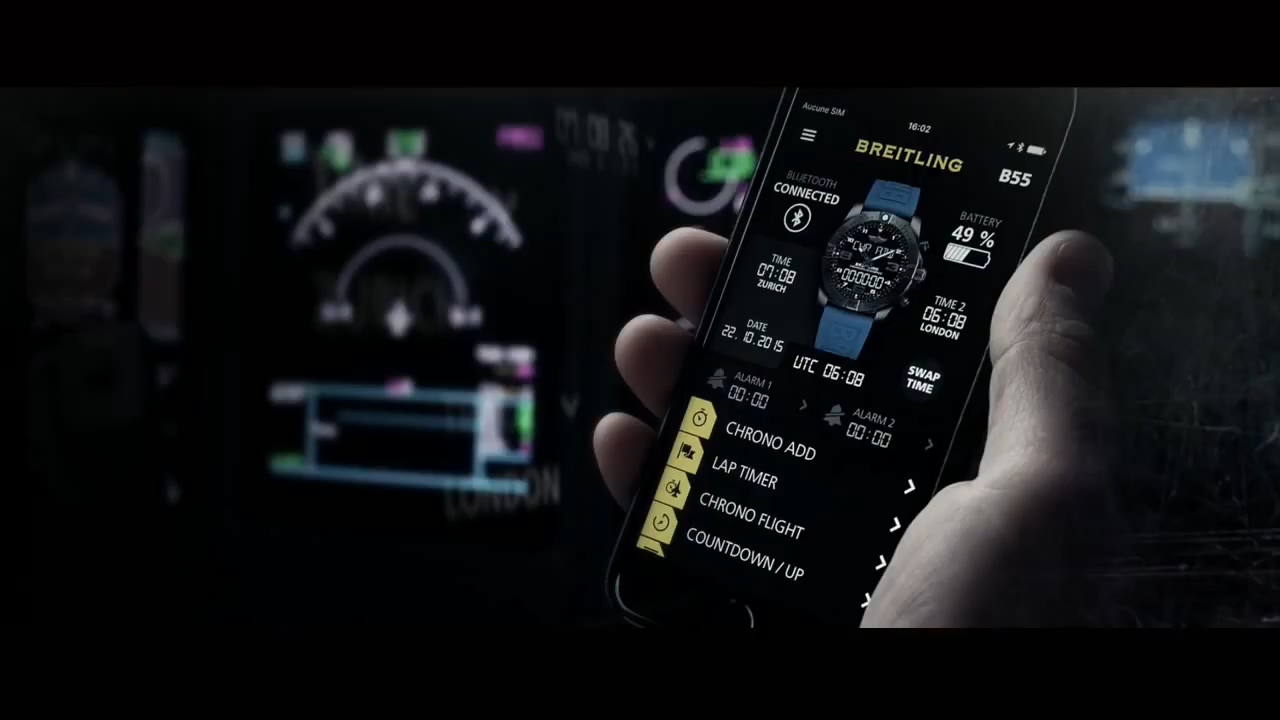 Aucune SIM
16:02
BREITLING
B55
BLUETOOTH
CONNECTED
BATTERY
49 %
TIME
07:08
ZURICH
TIME 2
06:08
LONDON
DATE
22.10.2015
UTC 06:08
SWAP
TIME
ALARM 1
00:00
ALARM 2
00:00
CHRONO ADD
LAP TIMER
CHRONO FLIGHT
COUNTDOWN / UP
LONDON